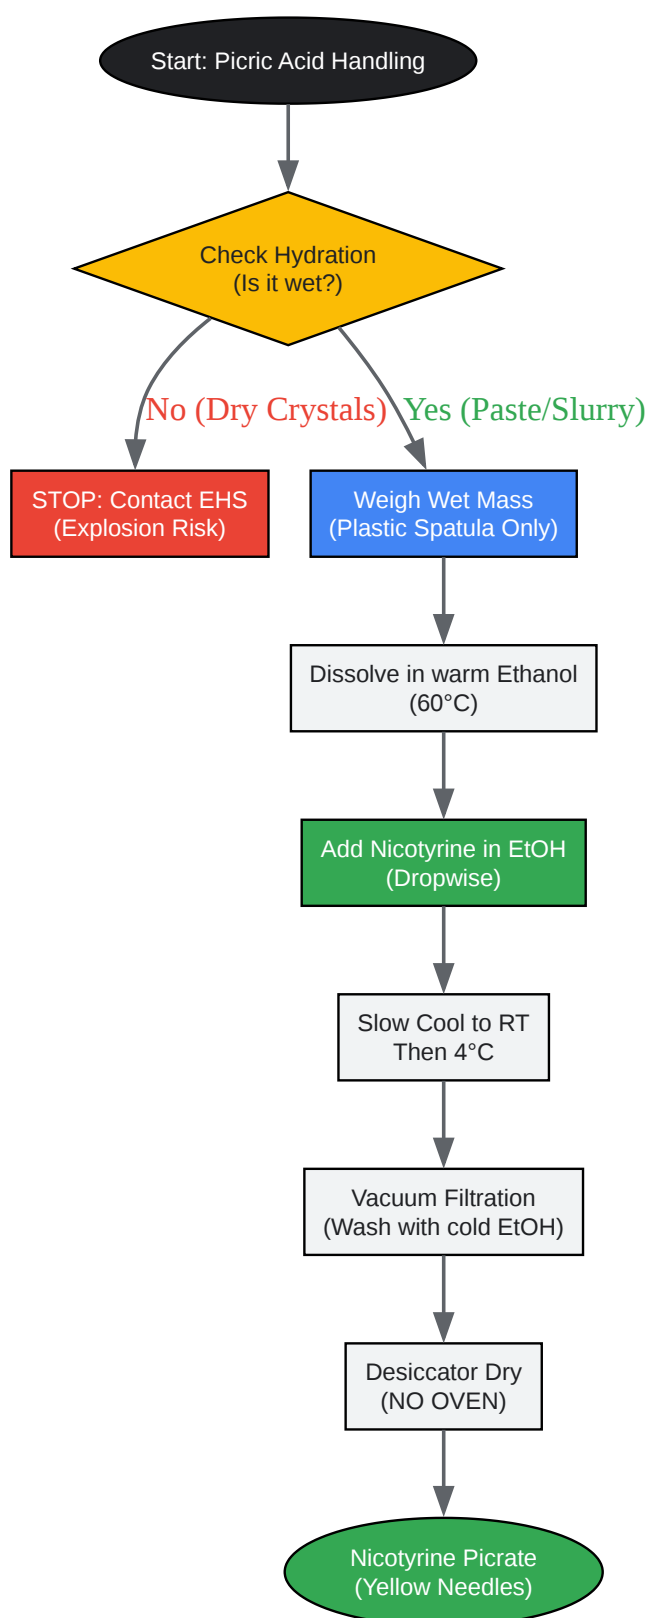 Start: Picric Acid Handling
Check Hydration
(Is it wet?)
No (Dry Crystals)
Yes (Paste/Slurry)
STOP: Contact EHS
(Explosion Risk)
Weigh Wet Mass
(Plastic Spatula Only)
Dissolve in warm Ethanol
(60°C)
Add Nicotyrine in EtOH
(Dropwise)
Slow Cool to RT
Then 4°C
Vacuum Filtration
(Wash with cold EtOH)
Desiccator Dry
(NO OVEN)
Nicotyrine Picrate
(Yellow Needles)